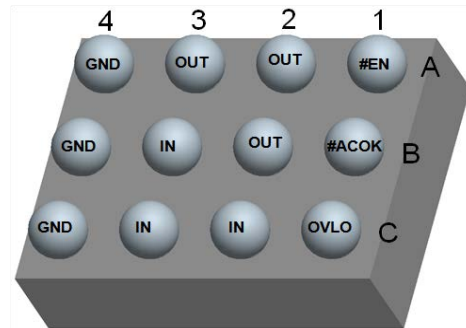 4 3 2 1
GND OUT OUT #EN A
GND IN OUT #ACOK B
GND IN IN OVLO C